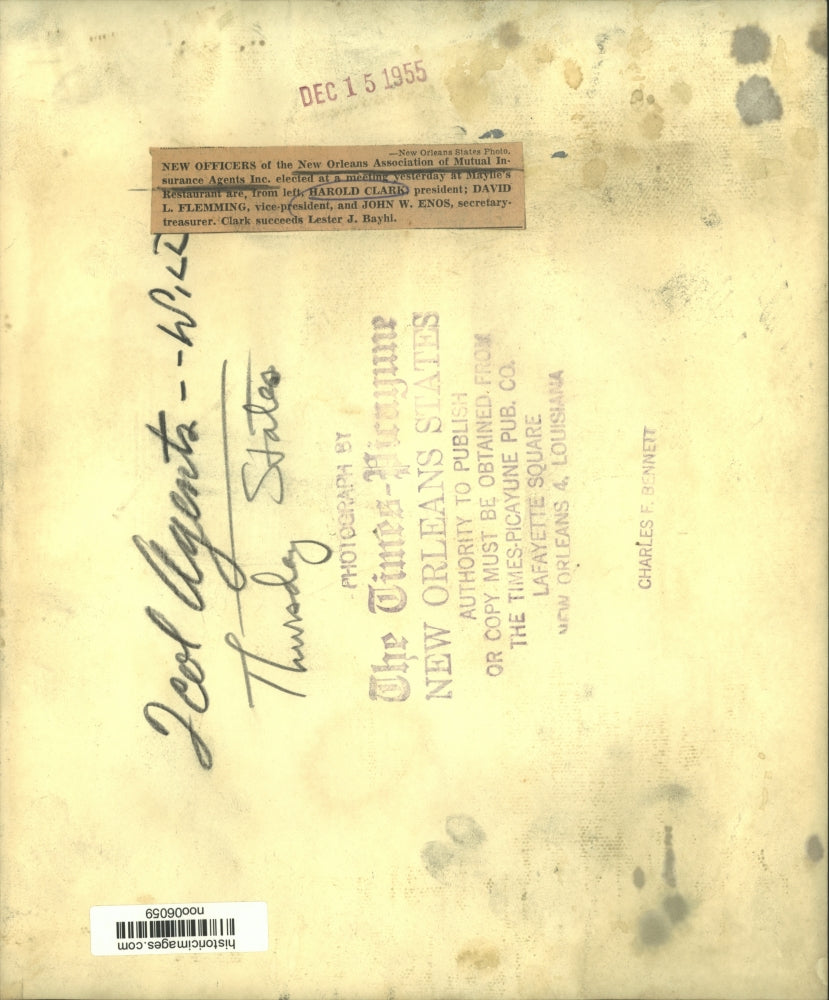 DEC 15 1955
—New Orleans States Photo.
NEW OFFICERS of the New Orleans Association of Mutual In-
surance Agents Inc. elected at a meeting yesterday at Maylie's
Restaurant are, from left, HAROLD CLARK, president; DAVID
L. FLEMMING, vice-president, and JOHN W. ENOS, secretary-
treasurer. Clark succeeds Lester J. Bayhi.
2 col Agents--
Thursday States
PHOTOGRAPH BY
The Times-Picayune
NEW ORLEANS STATES
AUTHORITY TO PUBLISH
OR COPY MUST BE OBTAINED FROM
THE TIMES-PICAYUNE PUB. CO.
LAFAYETTE SQUARE
NEW ORLEANS 4, LOUISIANA
CHARLES F. BENNETT
historicimages.com
noo06059